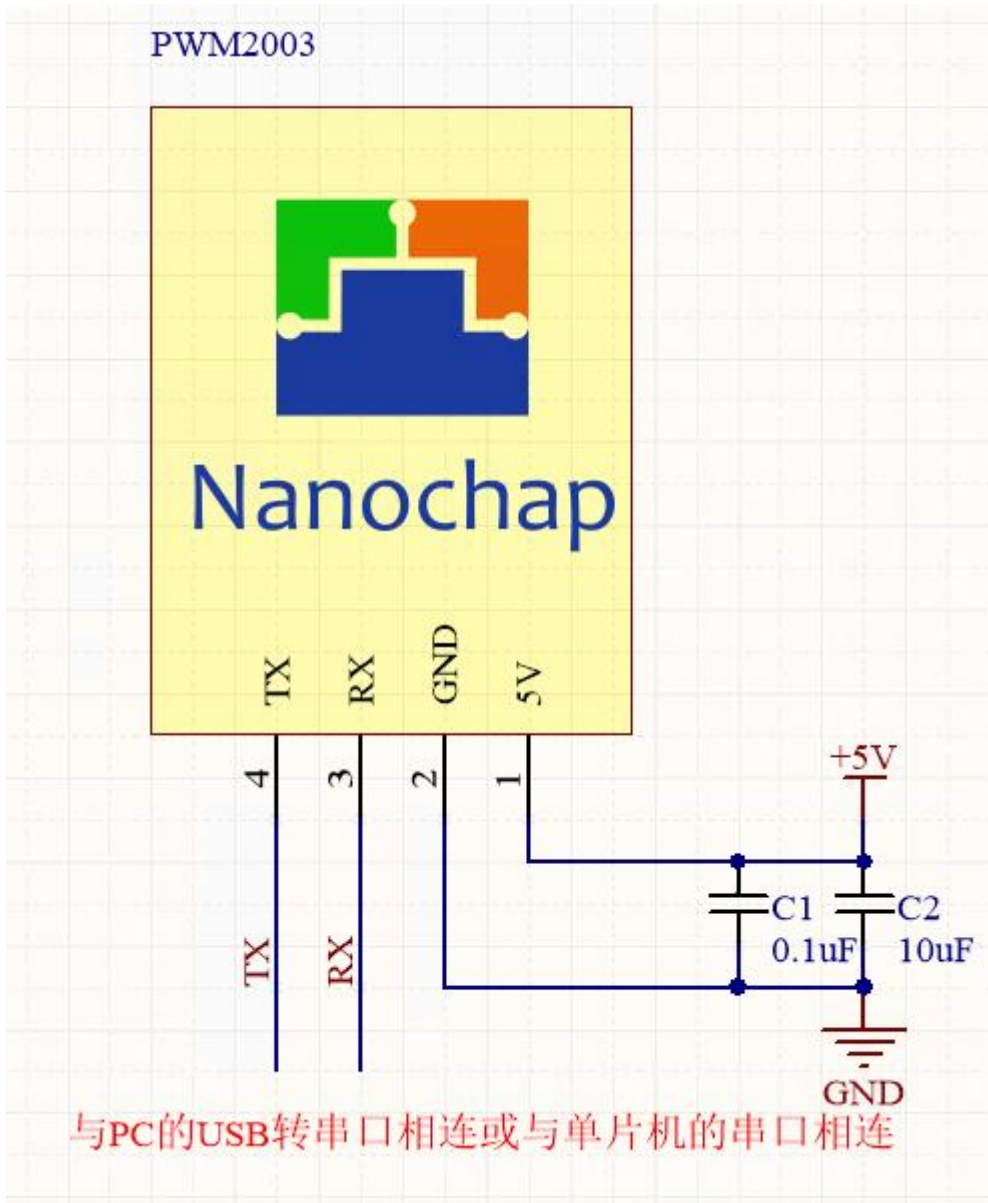 PWM2003
Nanochap
TX
RX
GND
5V
4
3
2
1
+5V
C1
0.1uF
C2
10uF
TX
RX
GND
与PC的USB转串口相连或与单片机的串口相连